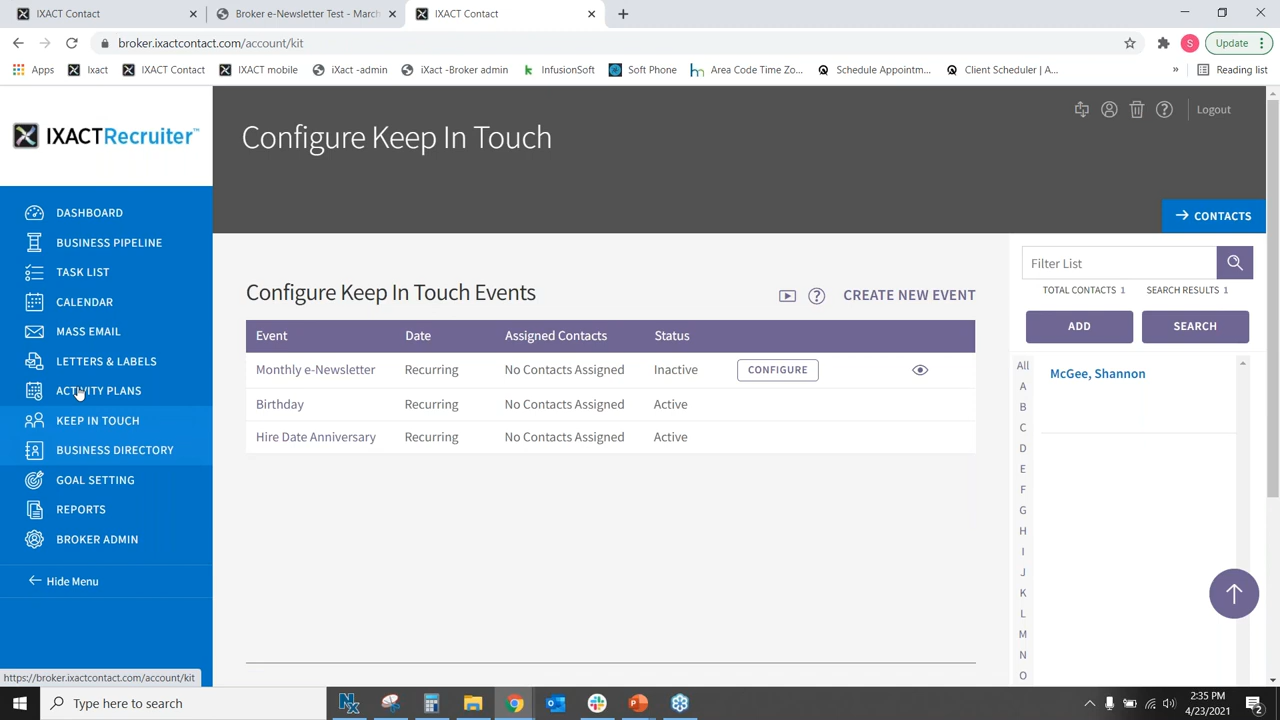 IXACT Contact
Broker e-Newsletter Test - March
IXACT Contact
broker.ixactcontact.com/account/kit
S
Update
Apps
Ixact
IXACT Contact
IXACT mobile
iXact -admin
iXact -Broker admin
InfusionSoft
Soft Phone
Area Code Time Zo...
Schedule Appointm...
Client Scheduler | A...
»
Reading list
IXACTRecruiter™
Configure Keep In Touch
Logout
CONTACTS
DASHBOARD
BUSINESS PIPELINE
TASK LIST
CALENDAR
MASS EMAIL
LETTERS & LABELS
ACTIVITY PLANS
KEEP IN TOUCH
BUSINESS DIRECTORY
GOAL SETTING
REPORTS
BROKER ADMIN
Hide Menu
Configure Keep In Touch Events
CREATE NEW EVENT
Event Date Assigned Contacts Status
Monthly e-Newsletter Recurring No Contacts Assigned Inactive CONFIGURE
Birthday Recurring No Contacts Assigned Active
Hire Date Anniversary Recurring No Contacts Assigned Active
Filter List
TOTAL CONTACTS 1 SEARCH RESULTS 1
ADD SEARCH
All
A
B
C
D
E
F
G
H
I
J
K
L
M
N
O
McGee, Shannon
https://broker.ixactcontact.com/account/kit
Type here to search
2:35 PM
4/23/2021
2